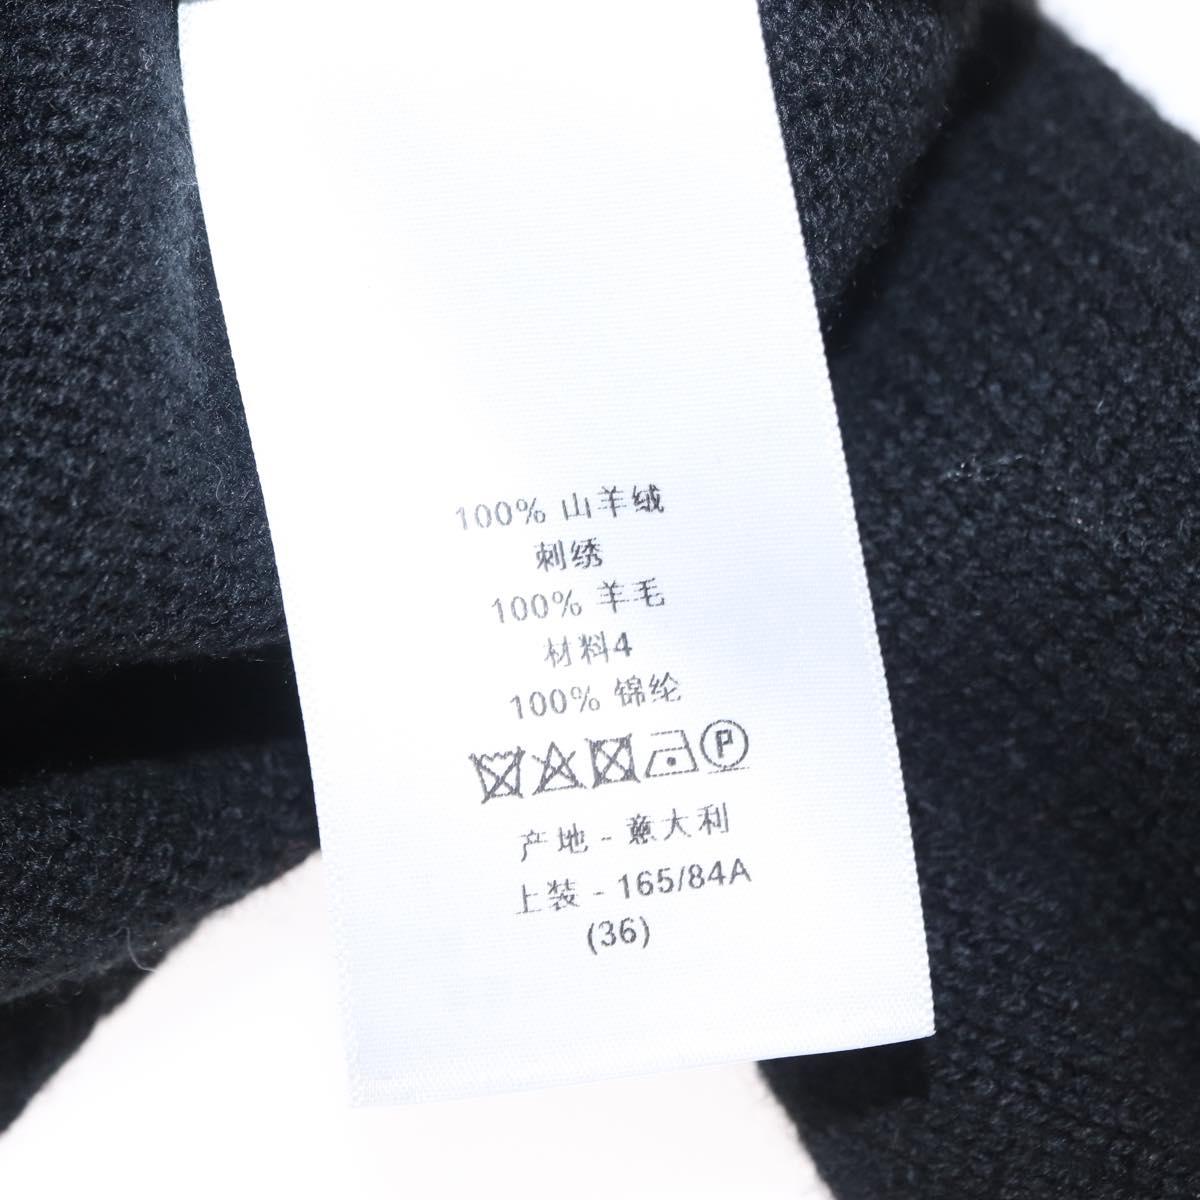 100% 山羊绒
刺绣
100% 羊毛
材料4
100% 锦纶
P
产地 - 意大利
上装 - 165/84A
(36)